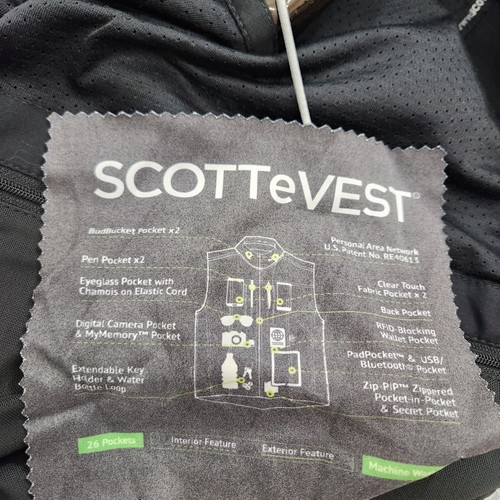 SCOTTeVEST
BudBucket Pocket x2
Pen Pocket x2
Eyeglass Pocket with
Chamois on Elastic Cord
Digital Camera Pocket
& MyMemory™ Pocket
Extendable Key
Holder & Water
Bottle Loop
Personal Area Network
U.S. Patent No. RE40613
Clear Touch
Fabric Pocket x 2
Back Pocket
RFID-Blocking
Wallet Pocket
PadPocket™ & USB/
Bluetooth® Pocket
Zip-P|P™ Zippered
Pocket-in-Pocket
& Secret Pocket
26 Pockets
Interior Feature
Exterior Feature
Machine